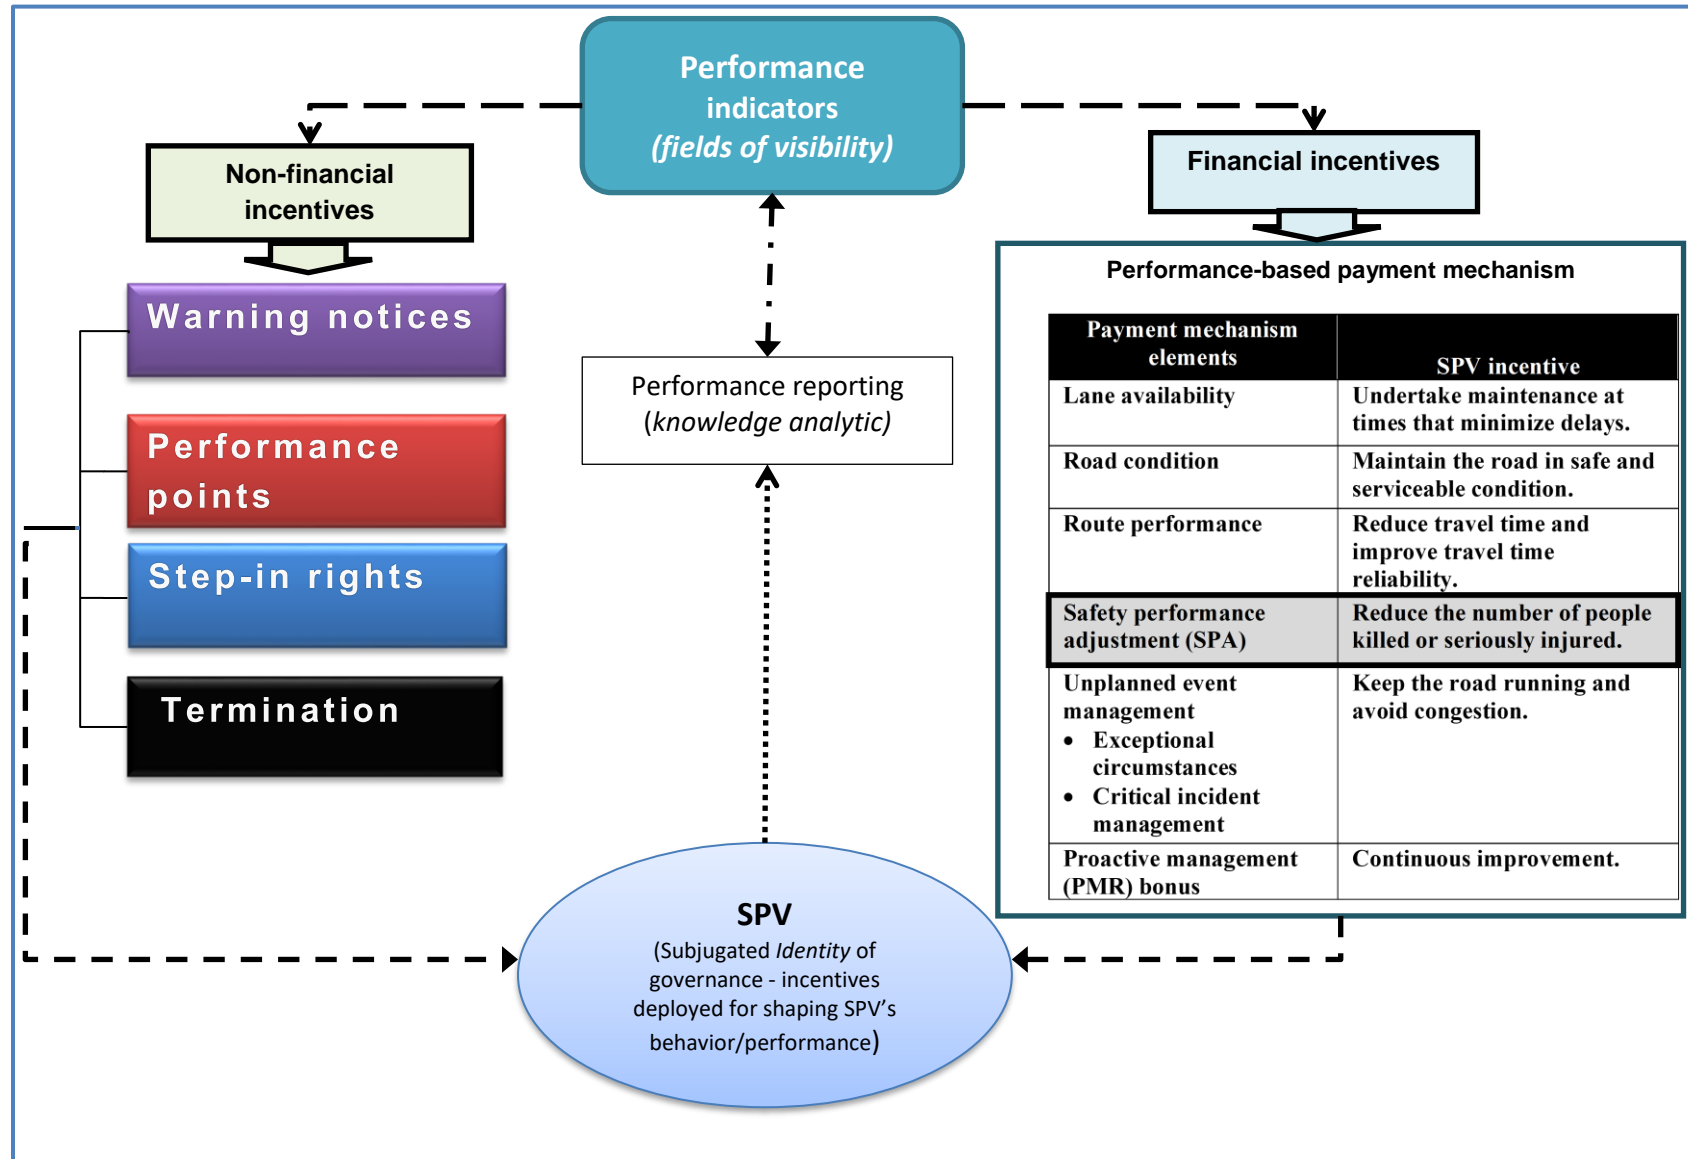 Performance
indicators
(fields of visibility)
Non-financial
incentives
Financial incentives
Warning notices
Performance
points
Step-in rights
Termination
Performance reporting
(knowledge analytic)
SPV
(Subjugated Identity of
governance - incentives
deployed for shaping SPV’s
behavior/performance)
Performance-based payment mechanism
Payment mechanism
elements
SPV incentive
Lane availability
Undertake maintenance at
times that minimize delays.
Road condition
Maintain the road in safe and
serviceable condition.
Route performance
Reduce travel time and
improve travel time
reliability.
Safety performance
adjustment (SPA)
Reduce the number of people
killed or seriously injured.
Unplanned event
management
• Exceptional
circumstances
• Critical incident
management
Keep the road running and
avoid congestion.
Proactive management
(PMR) bonus
Continuous improvement.